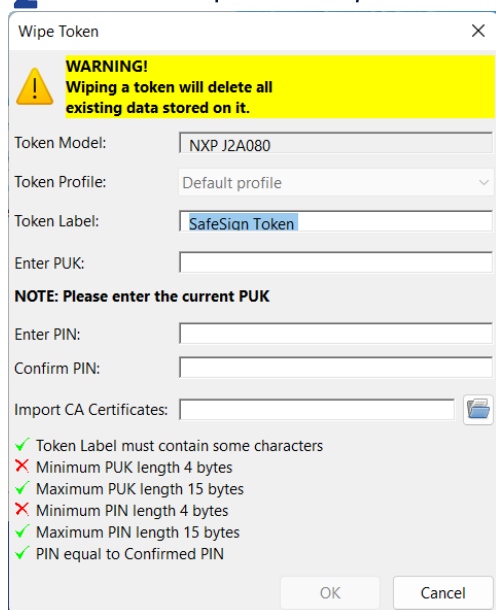 Wipe Token
WARNING!
Wiping a token will delete all
existing data stored on it.
Token Model: NXP J2A080
Token Profile: Default profile
Token Label: SafeSign Token
Enter PUK:
NOTE: Please enter the current PUK
Enter PIN:
Confirm PIN:
Import CA Certificates:
Token Label must contain some characters
Minimum PUK length 4 bytes
Maximum PUK length 15 bytes
Minimum PIN length 4 bytes
Maximum PIN length 15 bytes
PIN equal to Confirmed PIN
OK Cancel